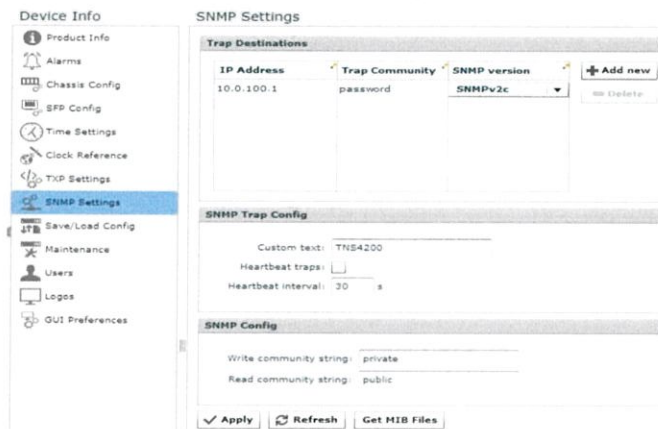 Device Info
Product Info
Alarms
Chassis Config
SFP Config
Time Settings
Clock Reference
TXP Settings
SNMP Settings
Save/Load Config
Maintenance
Users
Logos
GUI Preferences
SNMP Settings
Trap Destinations
IP Address Trap Community SNMP version
10.0.100.1 password SNMPv2c
Add new
Delete
SNMP Trap Config
Custom text: TNS4200
Heartbeat traps:
Heartbeat interval: 30 s
SNMP Config
Write community string: private
Read community string: public
Apply Refresh Get MIB Files